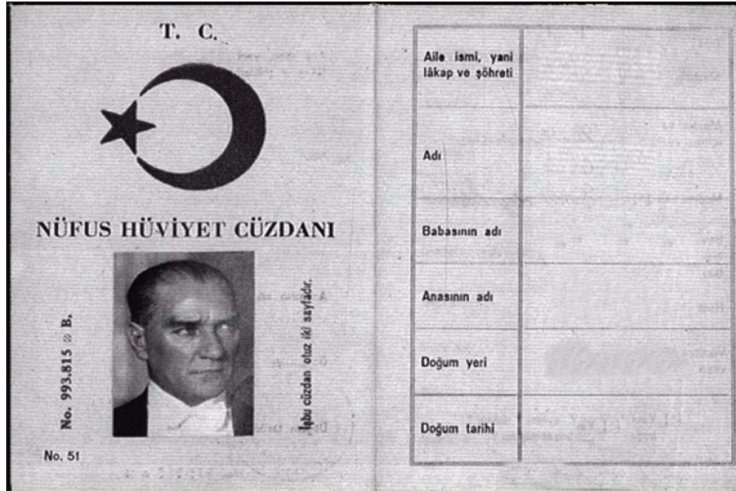 T. C.
NÜFUS HÜVİYET CÜZDANI
No. 993.815 B.
İşbu cüzdan otuz iki sayfadır.
No. 51
Aile ismi, yani
lâkap ve şöhreti
Adı
Babasının adı
Anasının adı
Doğum yeri
Doğum tarihi